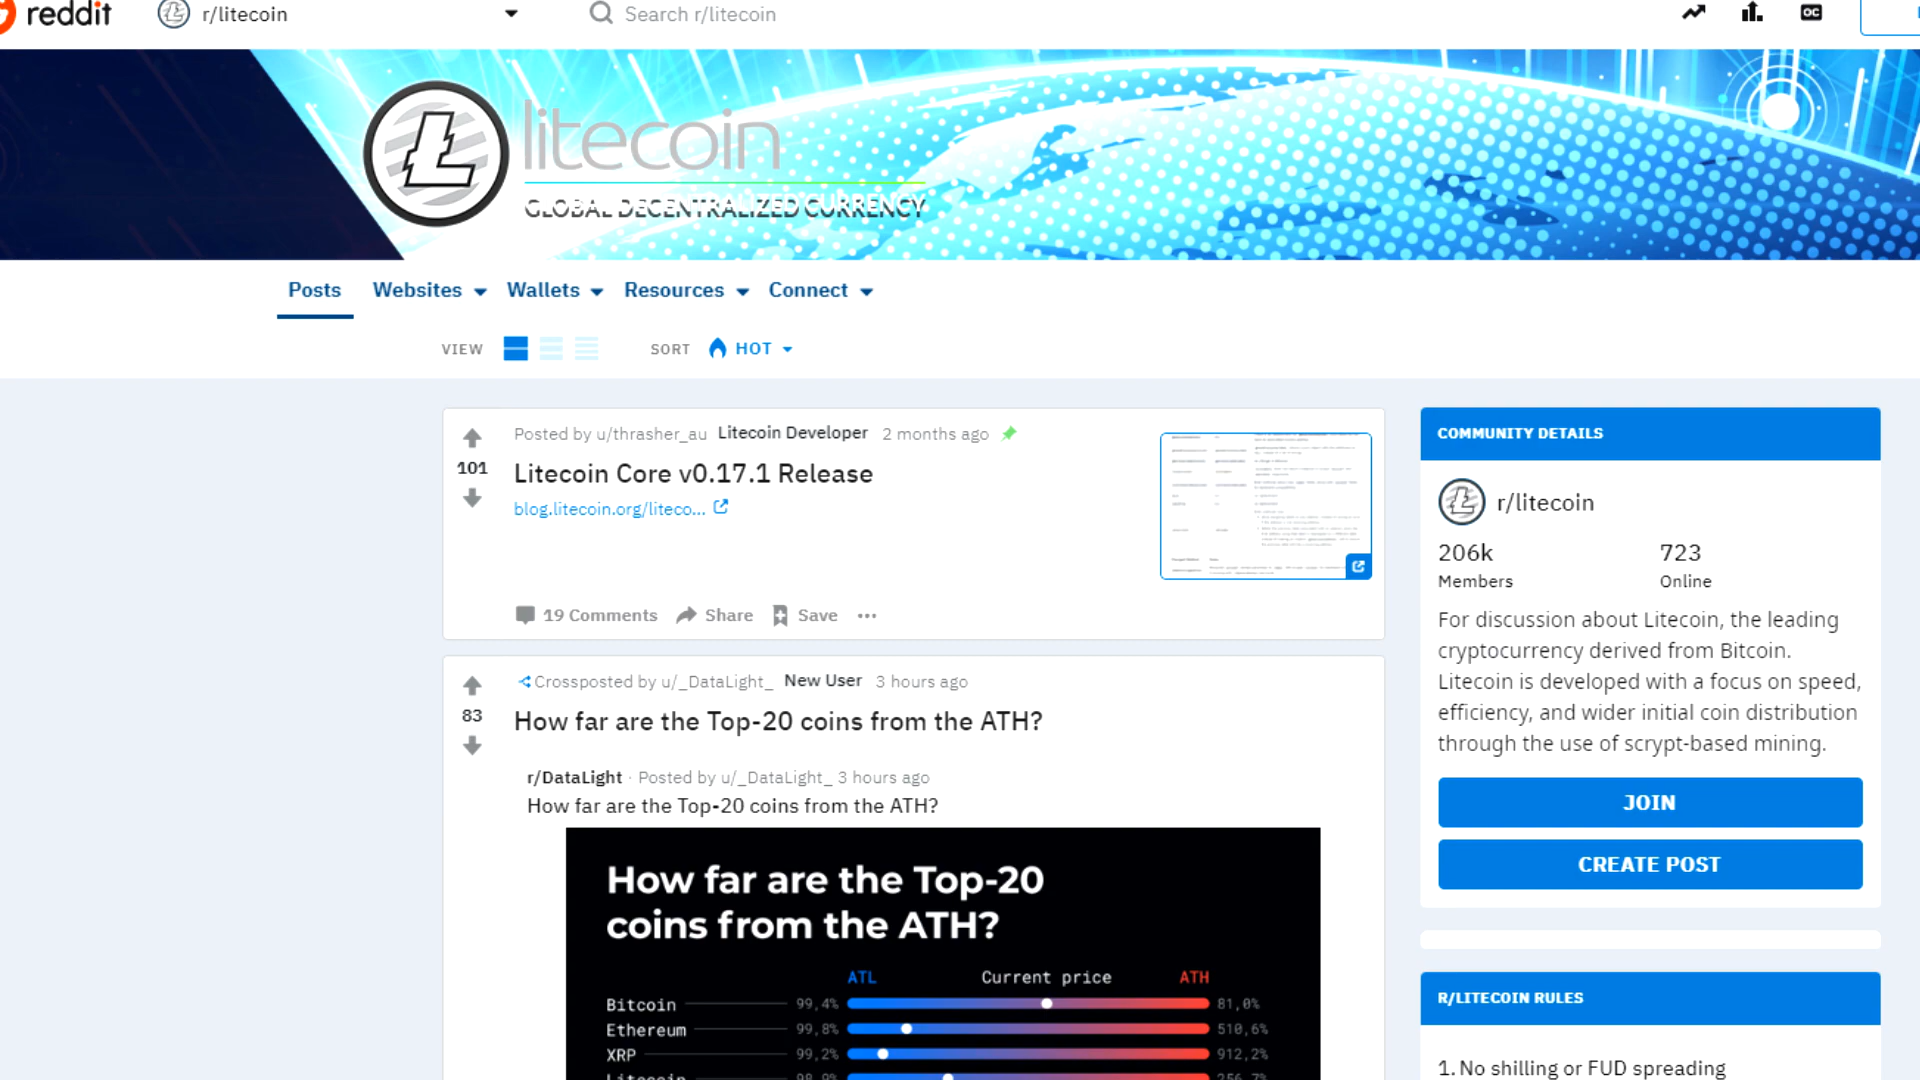 reddit r/litecoin Search r/litecoin OC
litecoin
GLOBAL DECENTRALIZED CURRENCY
Posts Websites Wallets Resources Connect
VIEW SORT HOT
Posted by u/thrasher_au Litecoin Developer 2 months ago
101
Litecoin Core v0.17.1 Release
blog.litecoin.org/liteco...
19 Comments Share Save
Crossposted by u/_DataLight_ New User 3 hours ago
83
How far are the Top-20 coins from the ATH?
r/DataLight · Posted by u/_DataLight_ 3 hours ago
How far are the Top-20 coins from the ATH?
How far are the Top-20
coins from the ATH?
ATL Current price ATH
Bitcoin 99,4% 81,0%
Ethereum 99,8% 510,6%
XRP 99,2% 912,2%
Litecoin 98,9% 256,7%
COMMUNITY DETAILS
r/litecoin
206k 723
Members Online
For discussion about Litecoin, the leading
cryptocurrency derived from Bitcoin.
Litecoin is developed with a focus on speed,
efficiency, and wider initial coin distribution
through the use of scrypt-based mining.
JOIN
CREATE POST
R/LITECOIN RULES
1. No shilling or FUD spreading